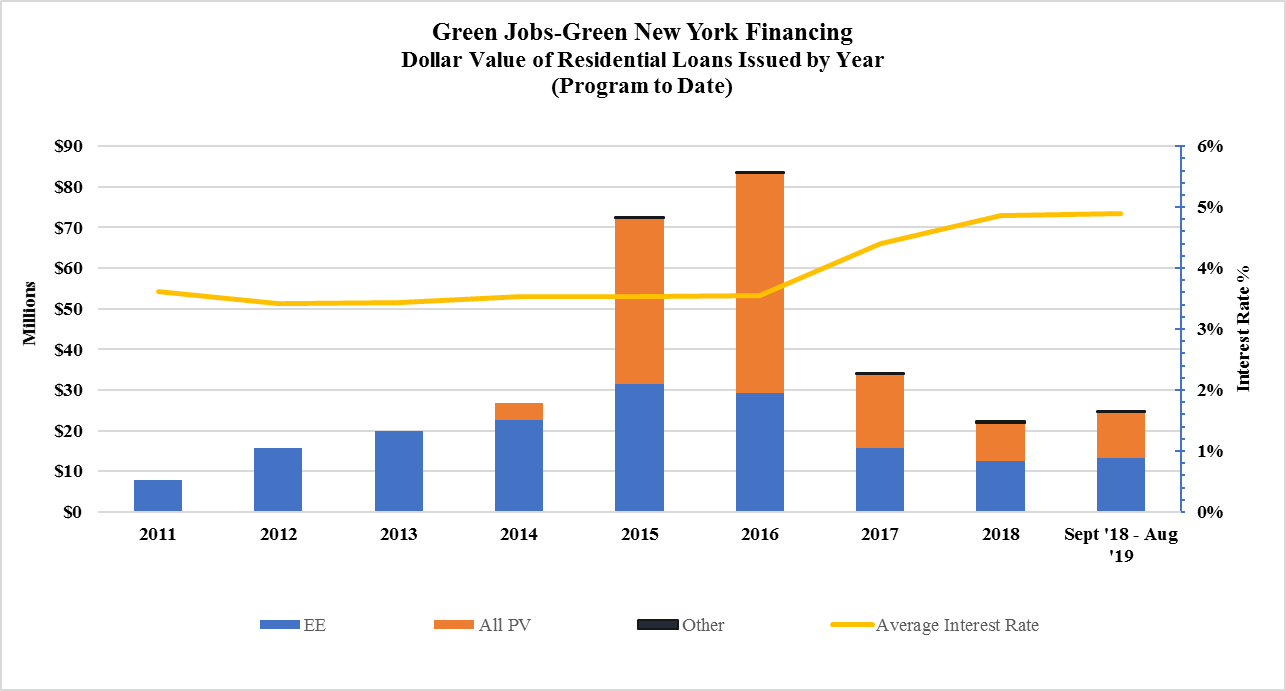 Green Jobs-Green New York Financing
Dollar Value of Residential Loans Issued by Year
(Program to Date)
Millions
$90
$80
$70
$60
$50
$40
$30
$20
$10
$0
6%
5%
4%
3%
2%
1%
0%
Interest Rate %
2011
2012
2013
2014
2015
2016
2017
2018
Sept '18 - Aug
'19
EE
All PV
Other
Average Interest Rate